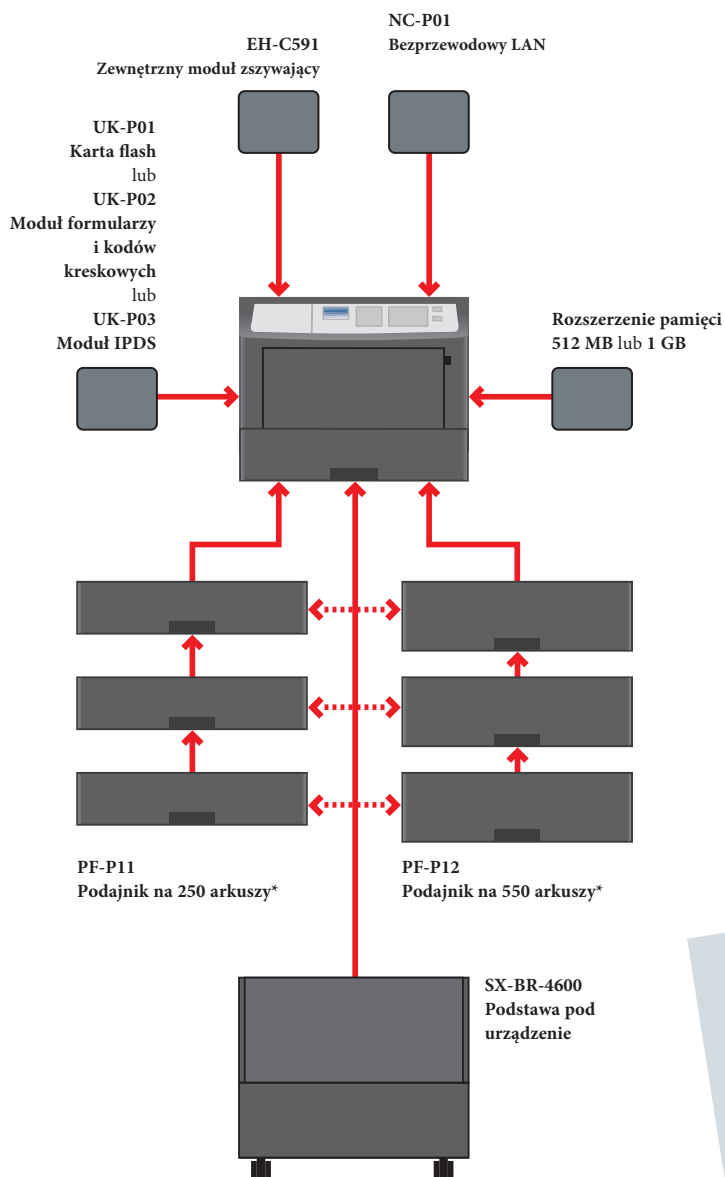 NC-P01
Bezprzewodowy LAN
EH-C591
Zewnętrzny moduł zszywający
UK-P01
Karta flash
lub
UK-P02
Moduł formularzy
i kodów
kreskowych
lub
UK-P03
Moduł IPDS
Rozszerzenie pamięci
512 MB lub 1 GB
PF-P11
Podajnik na 250 arkuszy*
PF-P12
Podajnik na 550 arkuszy*
SX-BR-4600
Podstawa pod
urządzenie